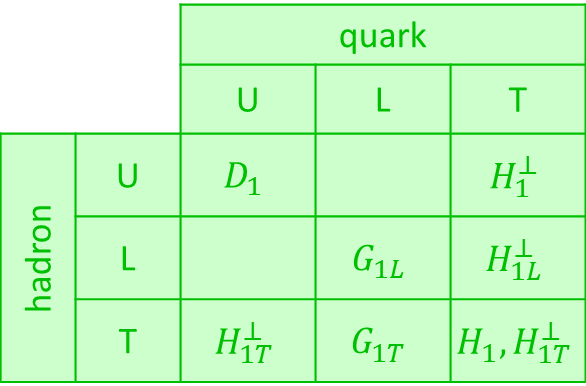 quark
U L T
hadron
U $D_1$ $H_1^\perp$
L $G_{1L}$ $H_{1L}^\perp$
T $H_{1T}^\perp$ $G_{1T}$ $H_1, H_{1T}^\perp$